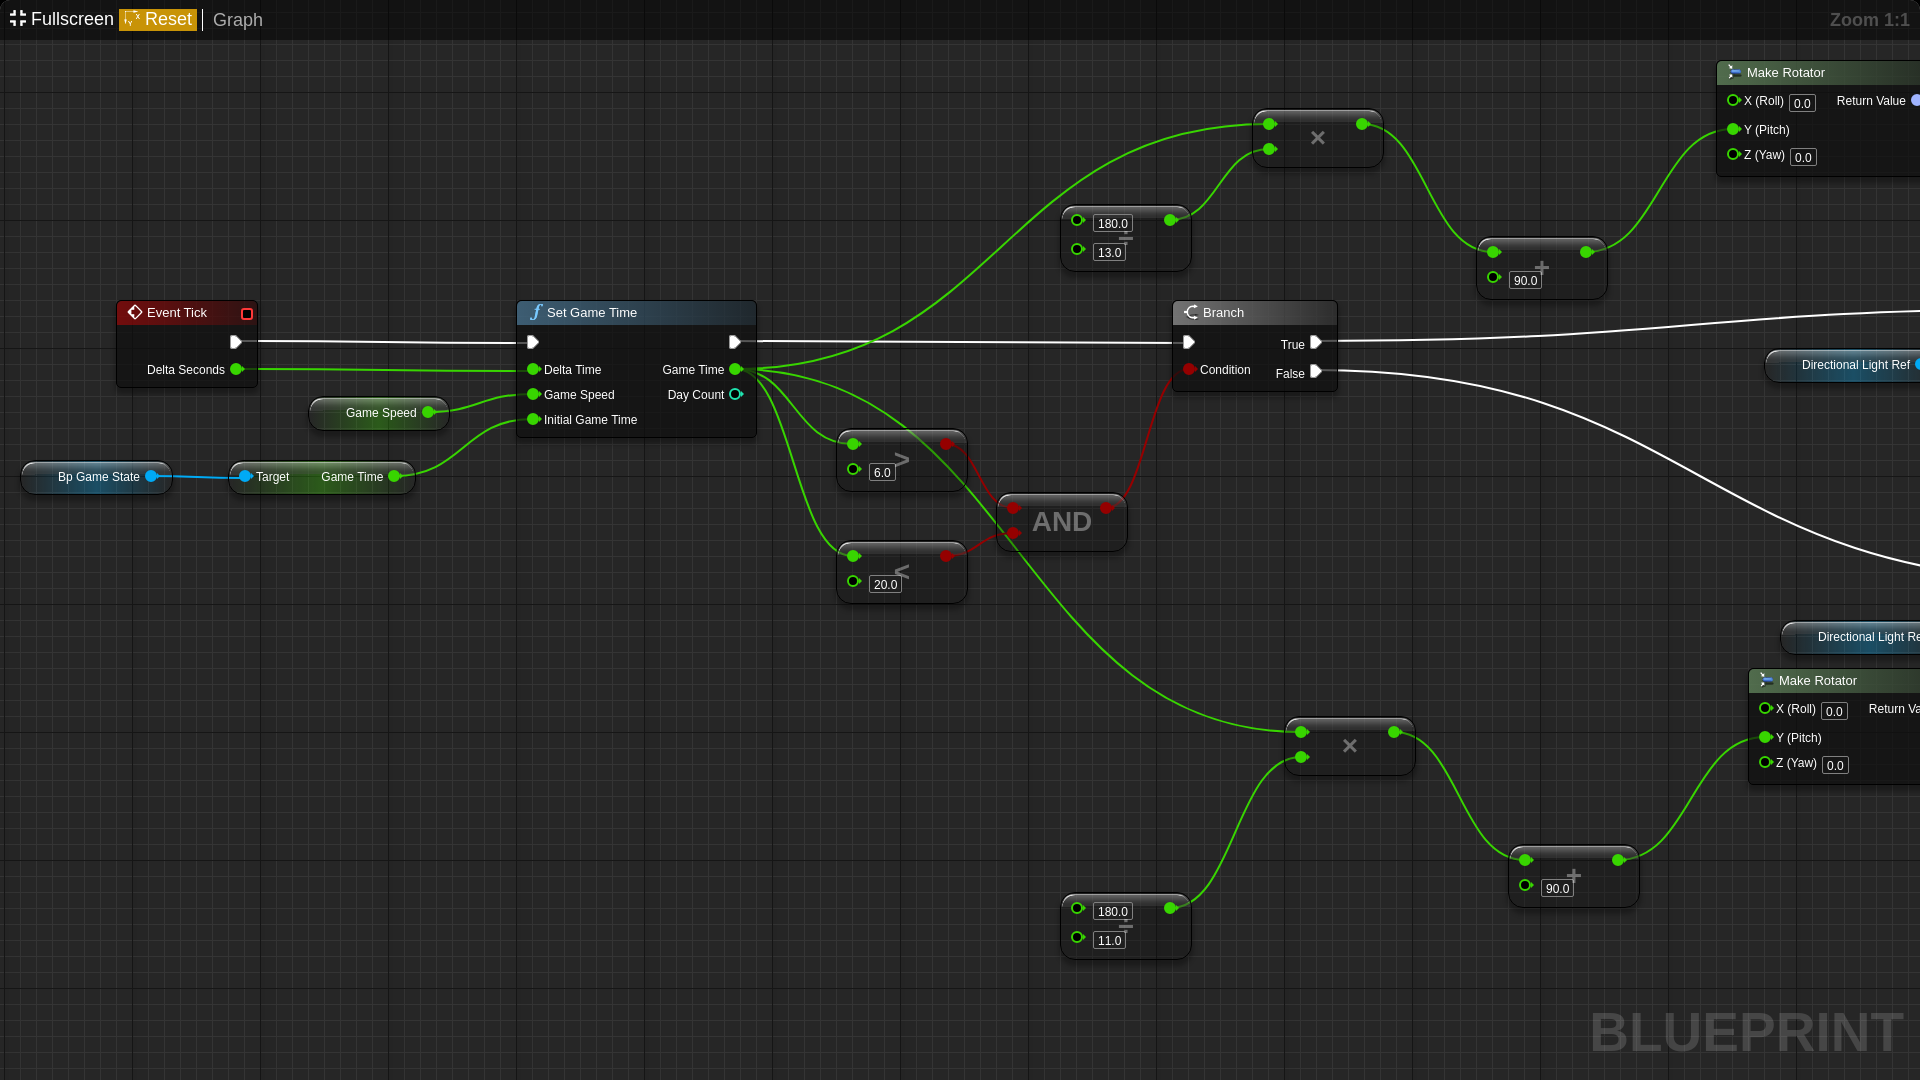 Fullscreen Reset Graph Zoom 1:1
Make Rotator
X (Roll) 0.0 Return Value
Y (Pitch)
Z (Yaw) 0.0
×
180.0
÷
13.0
+
90.0
Event Tick
Delta Seconds
Set Game Time
Delta Time Game Time
Game Speed Day Count
Initial Game Time
Branch
True
Condition False
Directional Light Ref
Game Speed
Bp Game State
Target Game Time
>
6.0
AND
<
20.0
Directional Light Re
Make Rotator
X (Roll) 0.0 Return Va
Y (Pitch)
Z (Yaw) 0.0
×
+
90.0
180.0
÷
11.0
BLUEPRINT